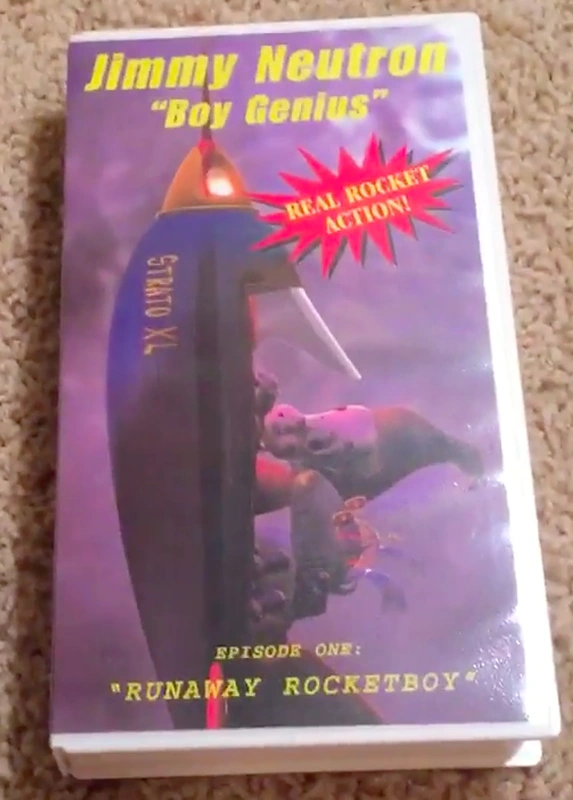 Jimmy Neutron
"Boy Genius"
REAL ROCKET
ACTION!
STRATO XL
EPISODE ONE:
"RUNAWAY ROCKETBOY"